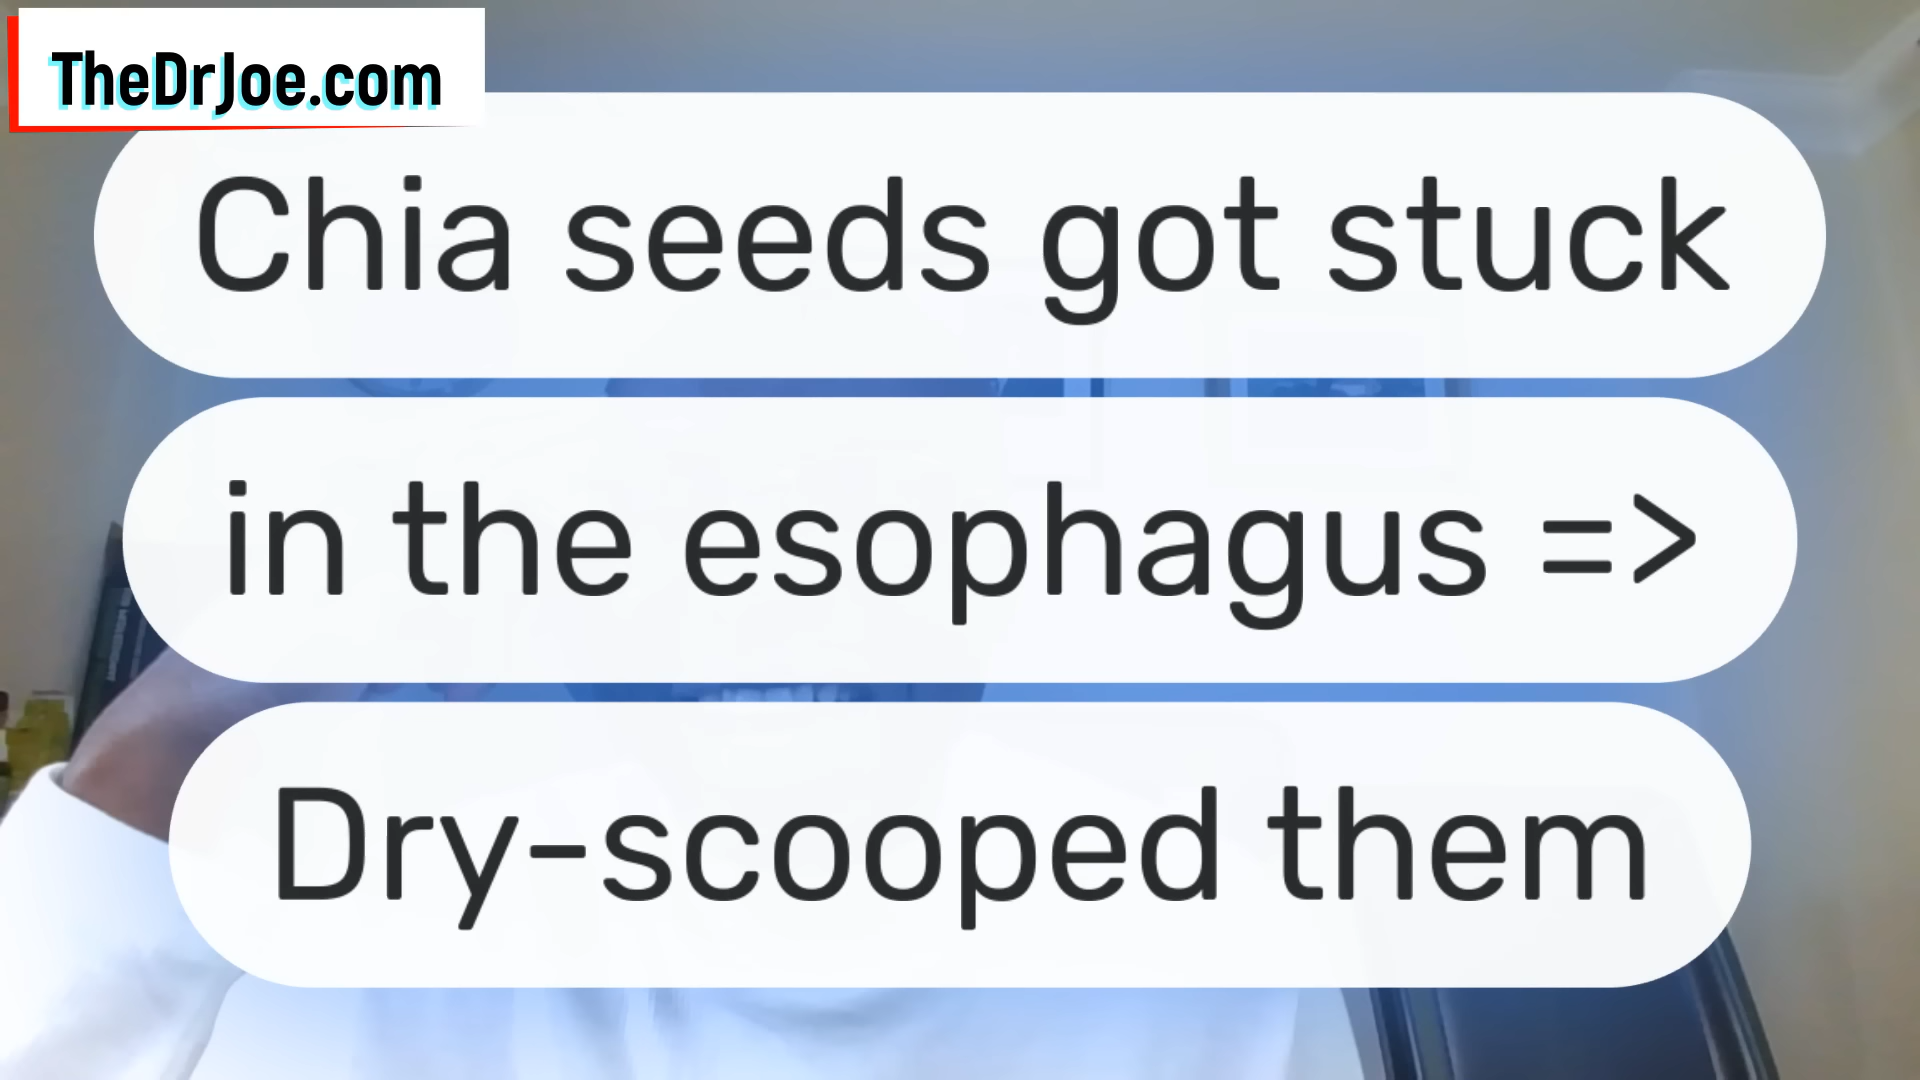 TheDrJoe.com
Chia seeds got stuck
in the esophagus =>
Dry-scooped them